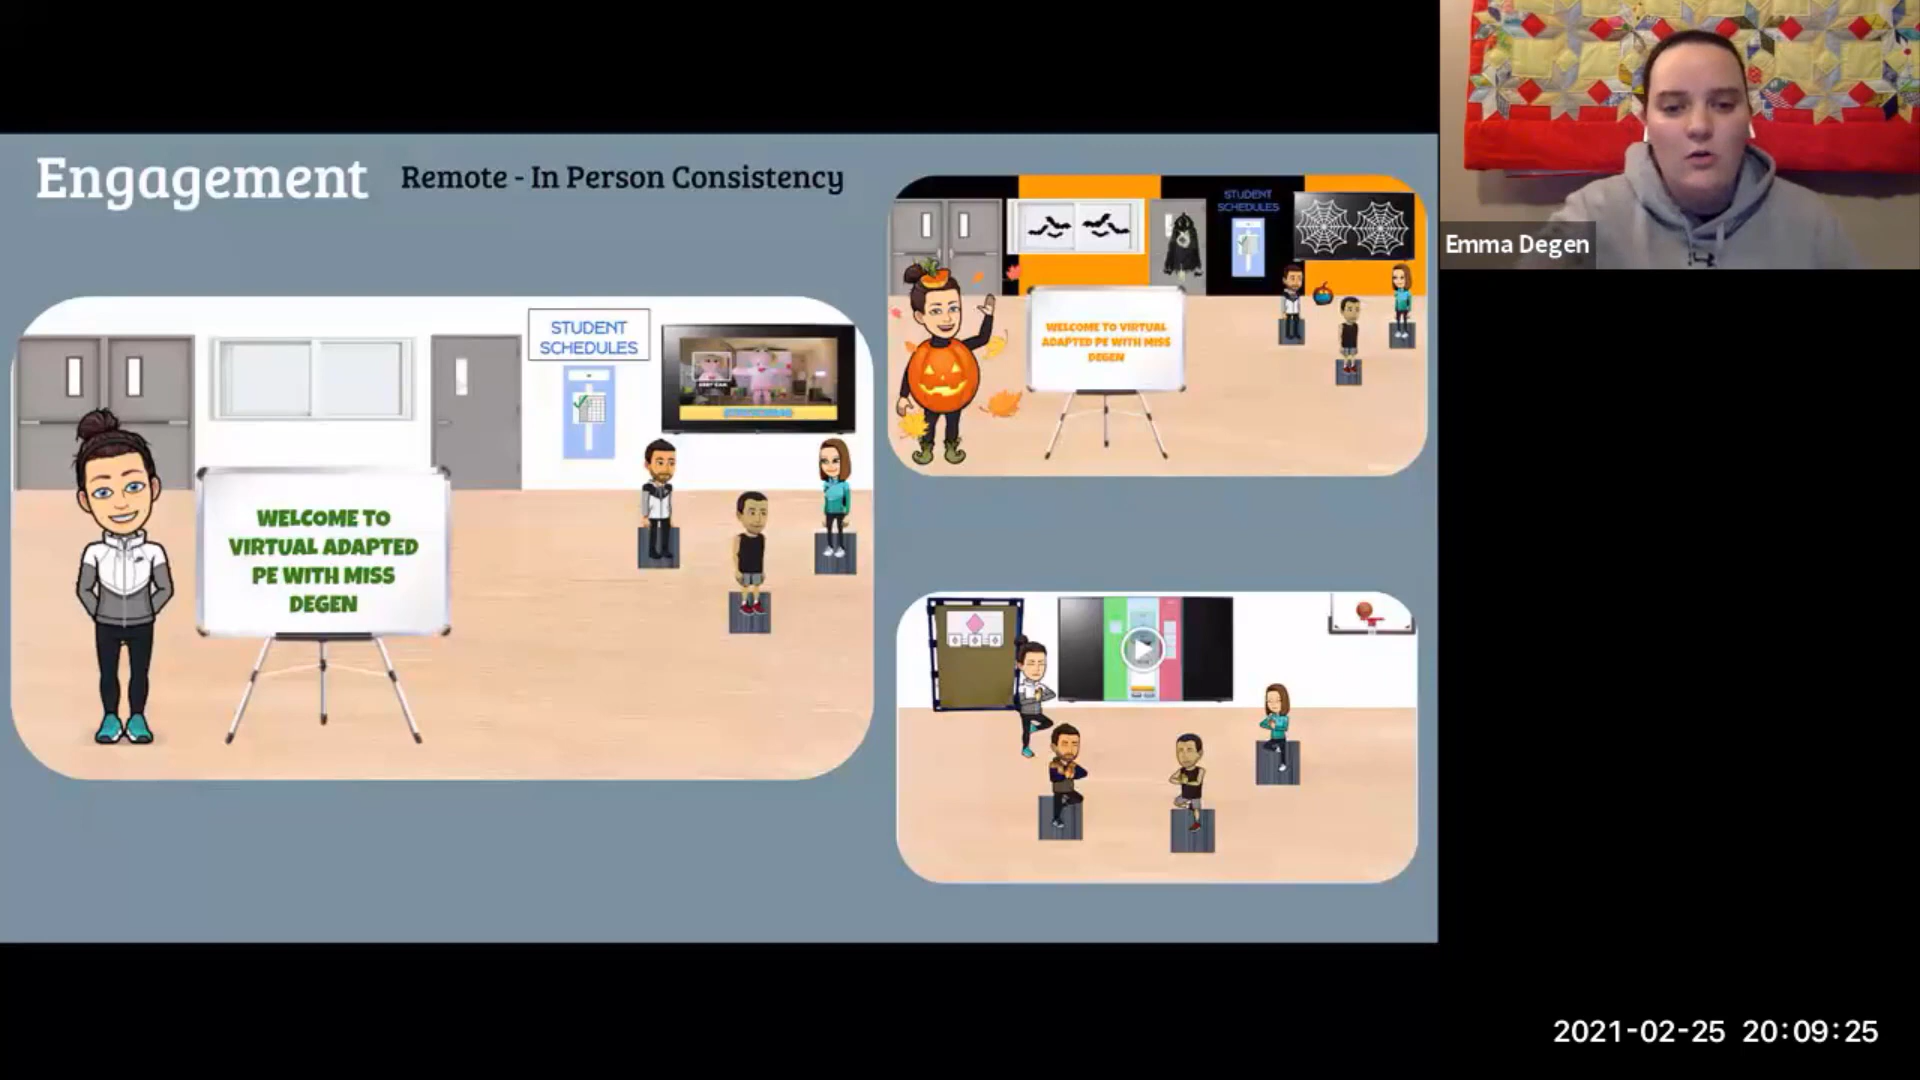 Engagement
Remote - In Person Consistency
STUDENT
SCHEDULES
WELCOME TO
VIRTUAL ADAPTED
PE WITH MISS
DEGEN
STUDENT
SCHEDULES
WELCOME TO VIRTUAL
ADAPTED PE WITH MISS
DEGEN
Emma Degen
2021-02-25 20:09:25